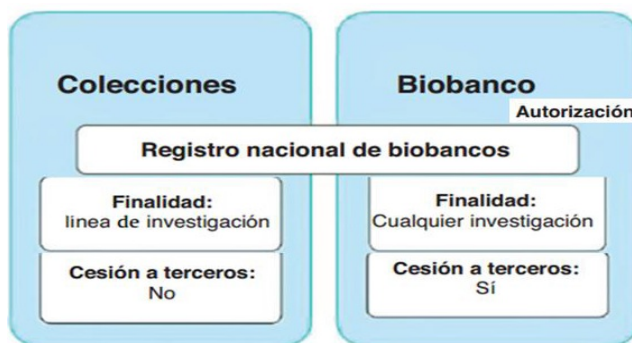 Colecciones
Biobanco
Autorización
Registro nacional de biobancos
Finalidad:
linea de investigación
Finalidad:
Cualquier investigación
Cesión a terceros:
No
Cesión a terceros:
Sí